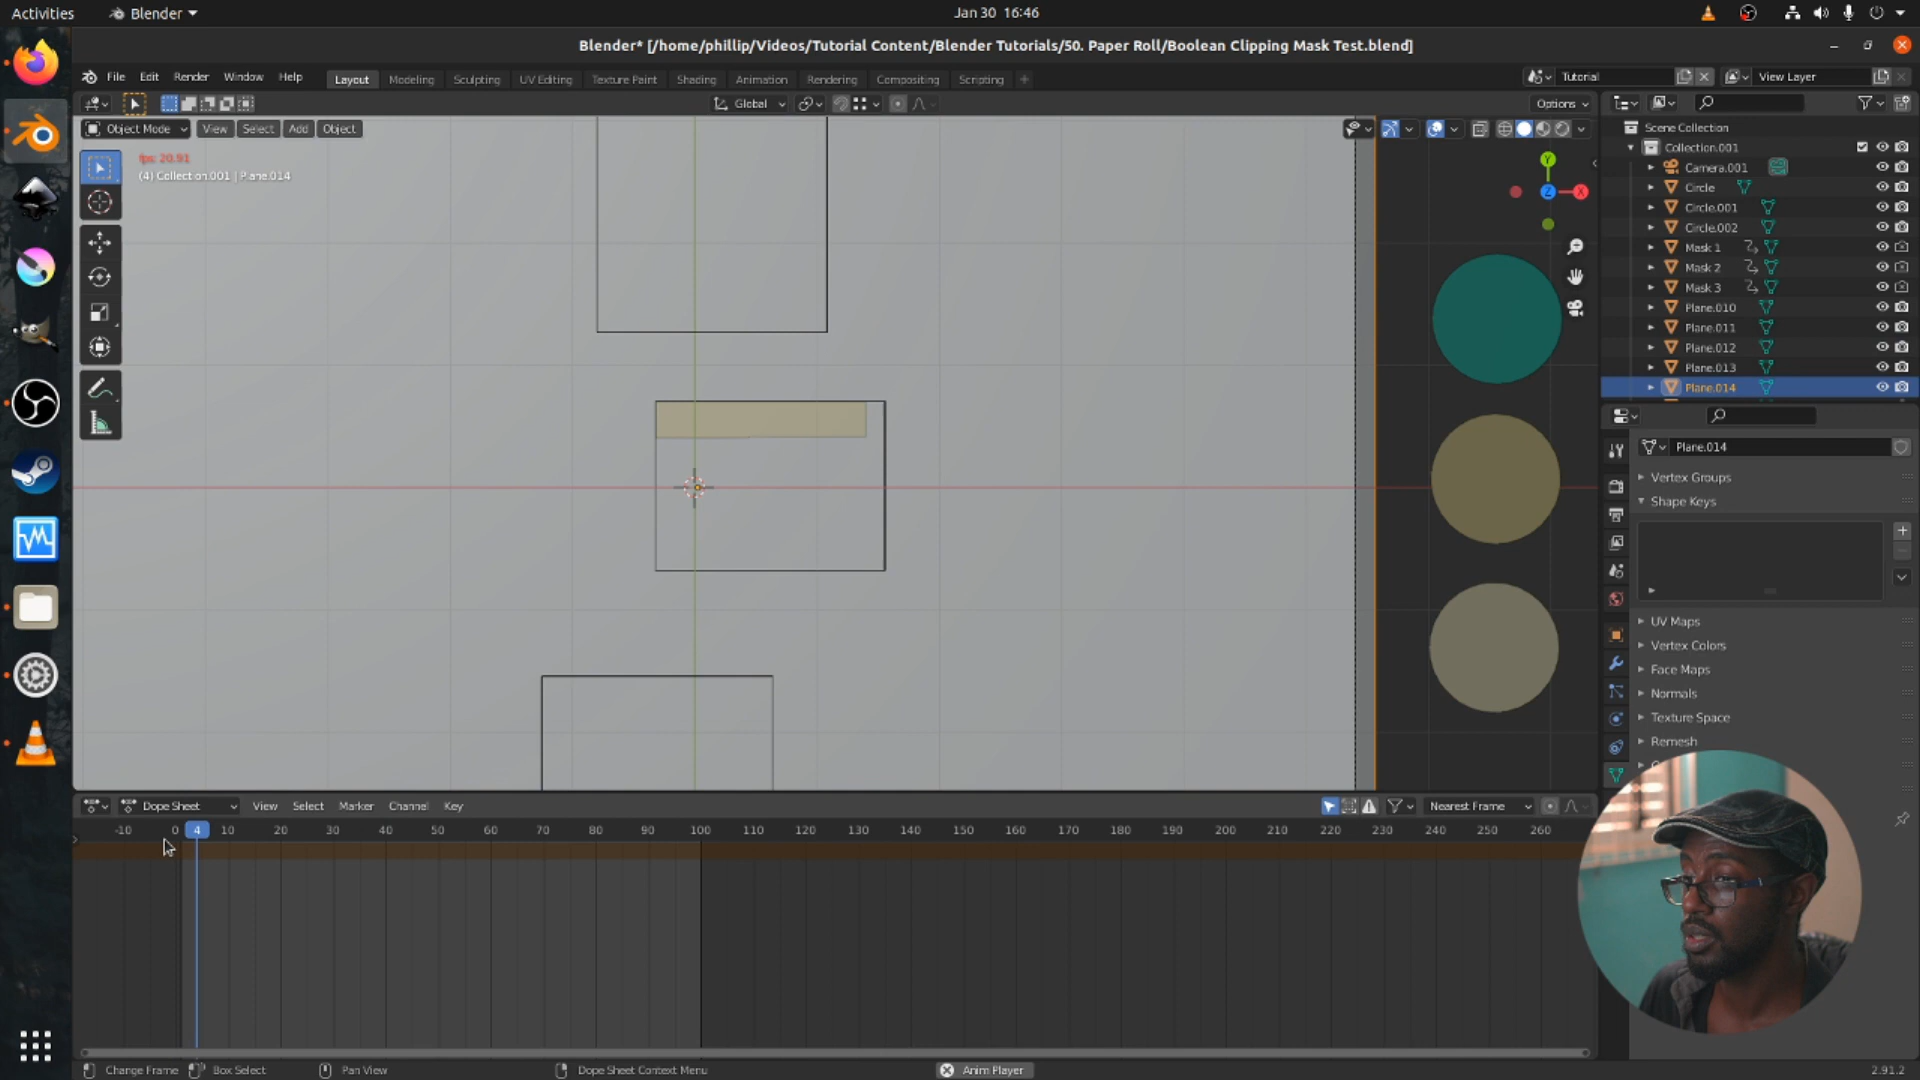 Activities
Blender
Jan 30 16:46
Blender* [/home/phillip/Videos/Tutorial Content/Blender Tutorials/50. Paper Roll/Boolean Clipping Mask Test.blend]
File Edit Render Window Help
Layout Modeling Sculpting UV Editing Texture Paint Shading Animation Rendering Compositing Scripting +
Tutorial
View Layer
Global
Options
Object Mode View Select Add Object
fps: 20.91
(4) Collection.001 | Plane.014
Y
Z
X
Scene Collection
Collection.001
Camera.001
Circle
Circle.001
Circle.002
Mask 1
Mask 2
Mask 3
Plane.010
Plane.011
Plane.012
Plane.013
Plane.014
Plane.014
Vertex Groups
Shape Keys
UV Maps
Vertex Colors
Face Maps
Normals
Texture Space
Remesh
Dope Sheet View Select Marker Channel Key
Nearest Frame
-10 0 4 10 20 30 40 50 60 70 80 90 100 110 120 130 140 150 160 170 180 190 200 210 220 230 240 250 260
Change Frame Box Select Pan View Dope Sheet Context Menu Anim Player 2.91.2